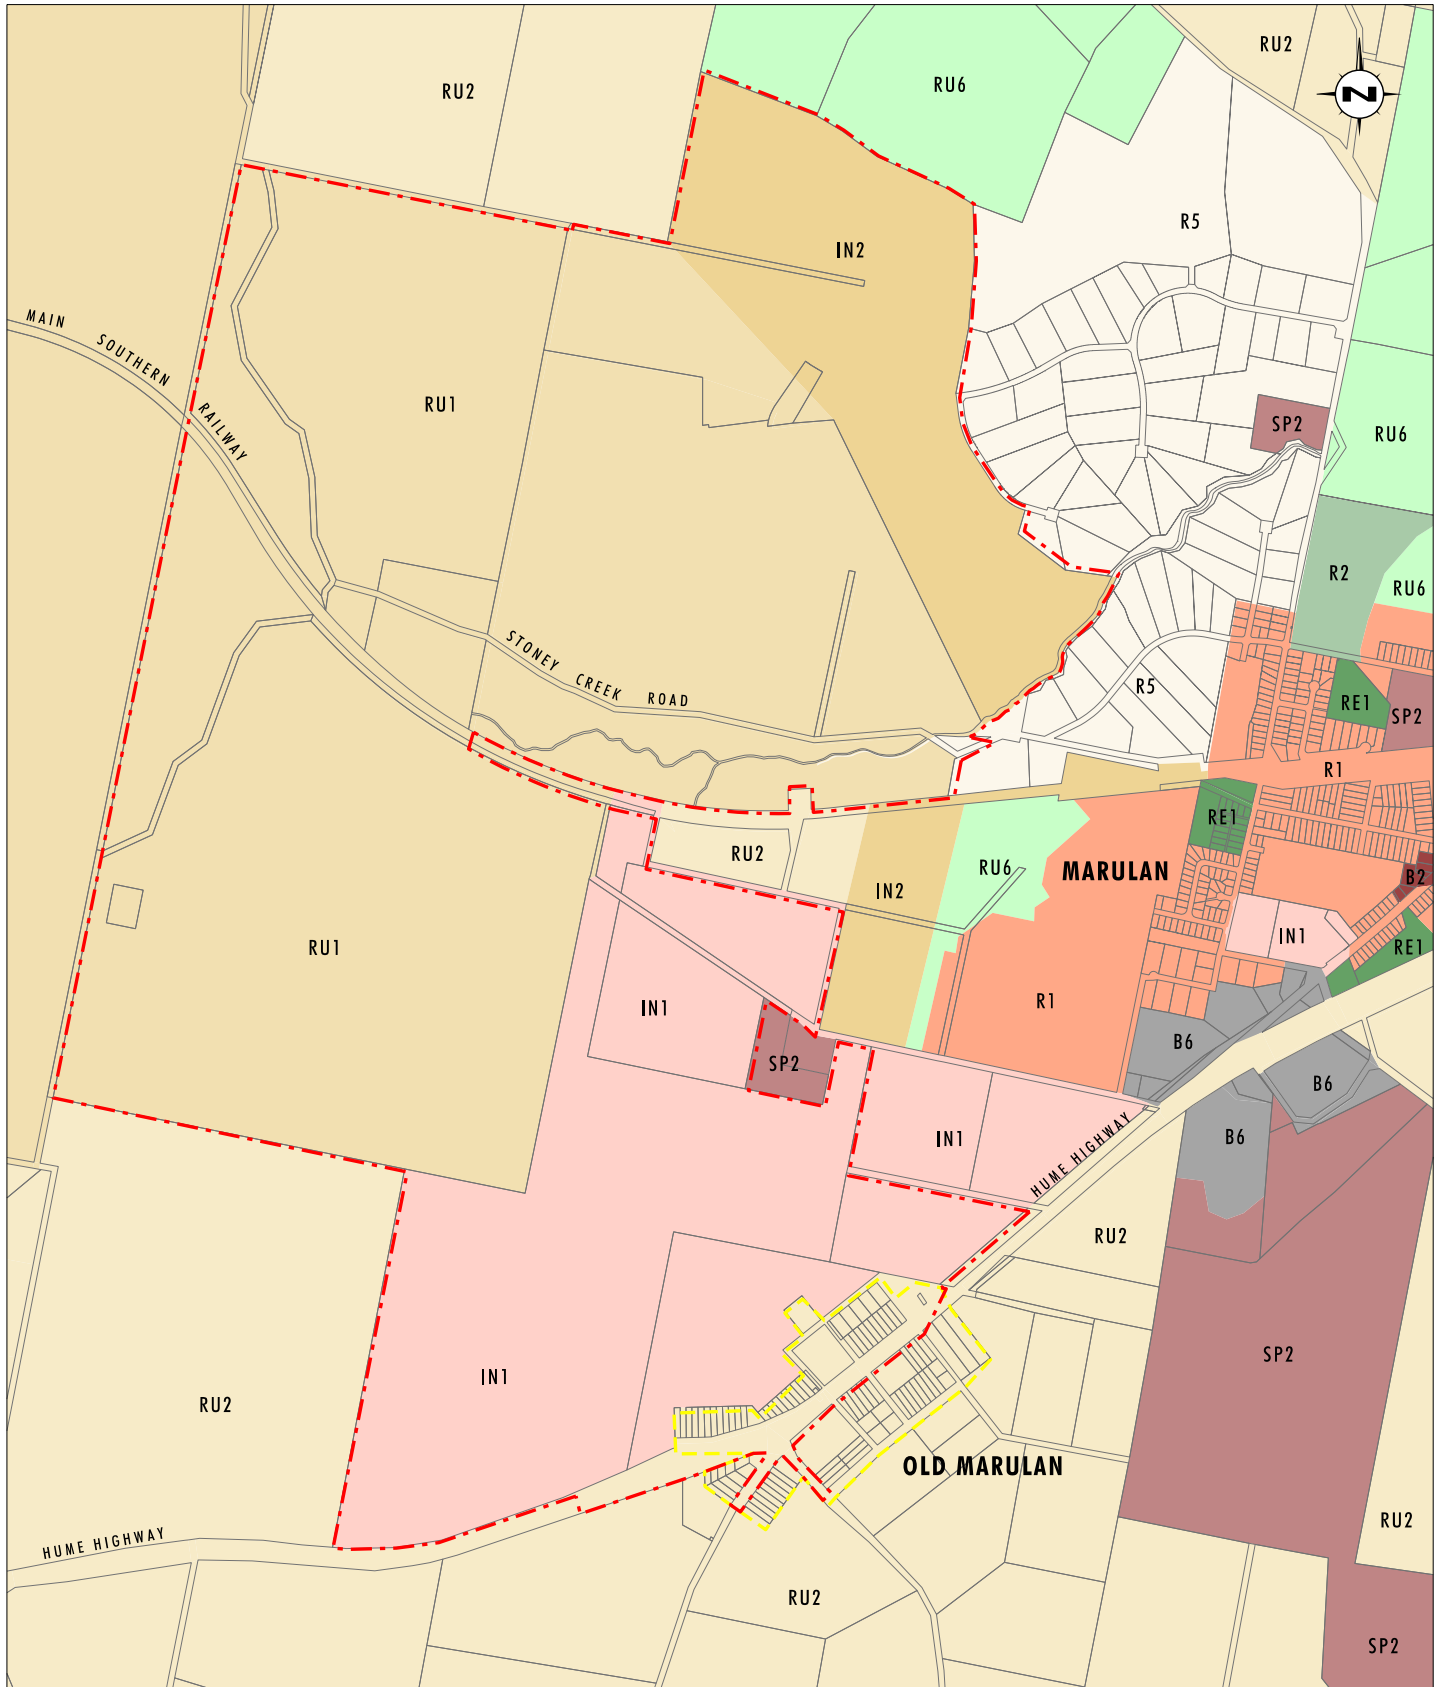 RU2
RU2
RU6
N
R5
IN2
MAIN SOUTHERN RAILWAY
RU1
SP2
RU6
R2
RU6
STONEY CREEK ROAD
R5
RE1
SP2
R1
RE1
RU2
RU6
MARULAN
B2
IN2
RU1
IN1
RE1
IN1
R1
B6
SP2
B6
IN1
B6
HUME HIGHWAY
RU2
SP2
IN1
RU2
OLD MARULAN
RU2
HUME HIGHWAY
RU2
SP2